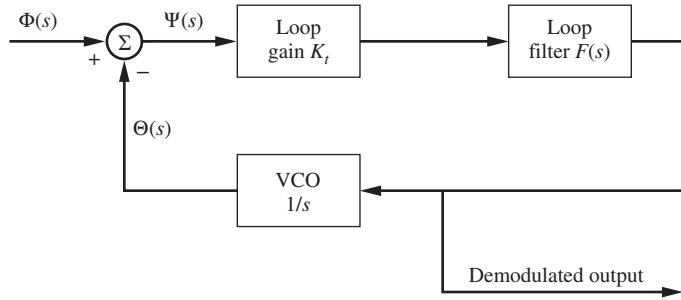 Φ(s)
Ψ(s)
Σ
+
−
Loop
gain K_t
Loop
filter F(s)
Θ(s)
VCO
1/s
Demodulated output